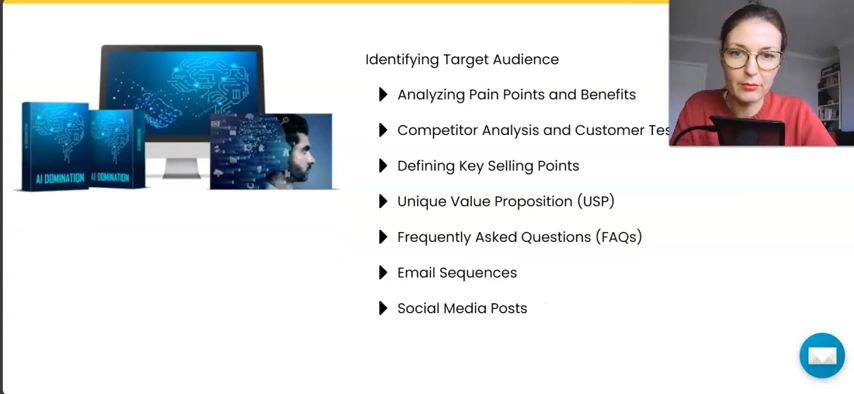 Identifying Target Audience
Analyzing Pain Points and Benefits
Competitor Analysis and Customer Tes
Defining Key Selling Points
Unique Value Proposition (USP)
Frequently Asked Questions (FAQs)
Email Sequences
Social Media Posts
AI DOMINATION
AI DOMINATION